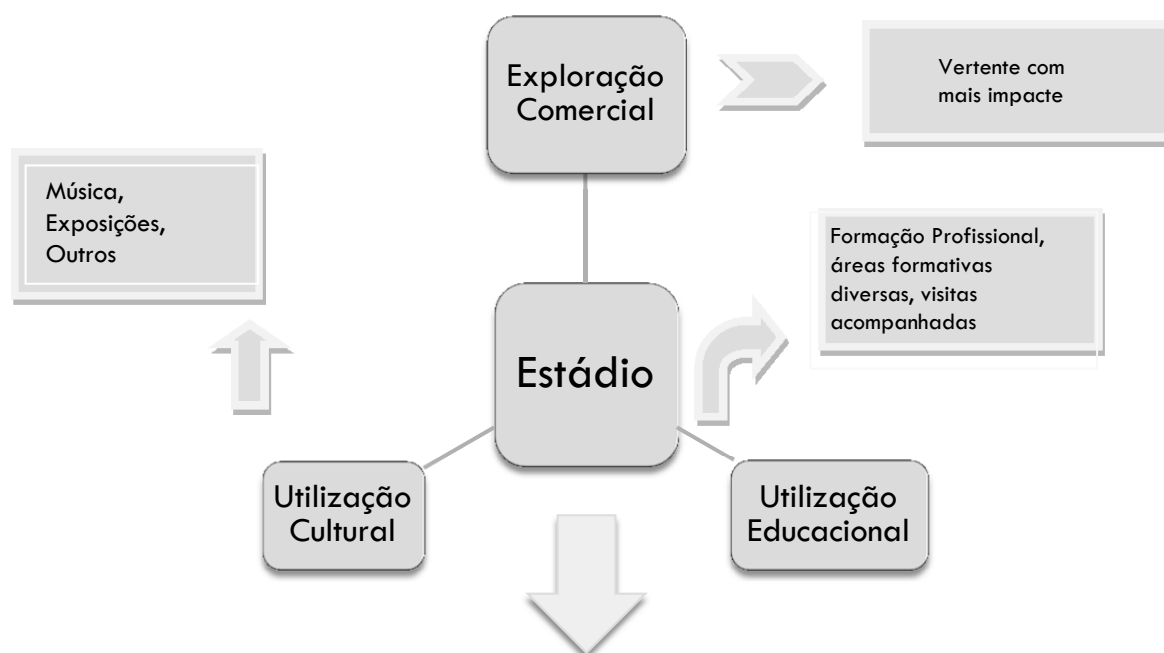 Exploração
Comercial
Vertente com
mais impacte
Música,
Exposições,
Outros
Formação Profissional,
áreas formativas
diversas, visitas
acompanhadas
Estádio
Utilização
Cultural
Utilização
Educacional